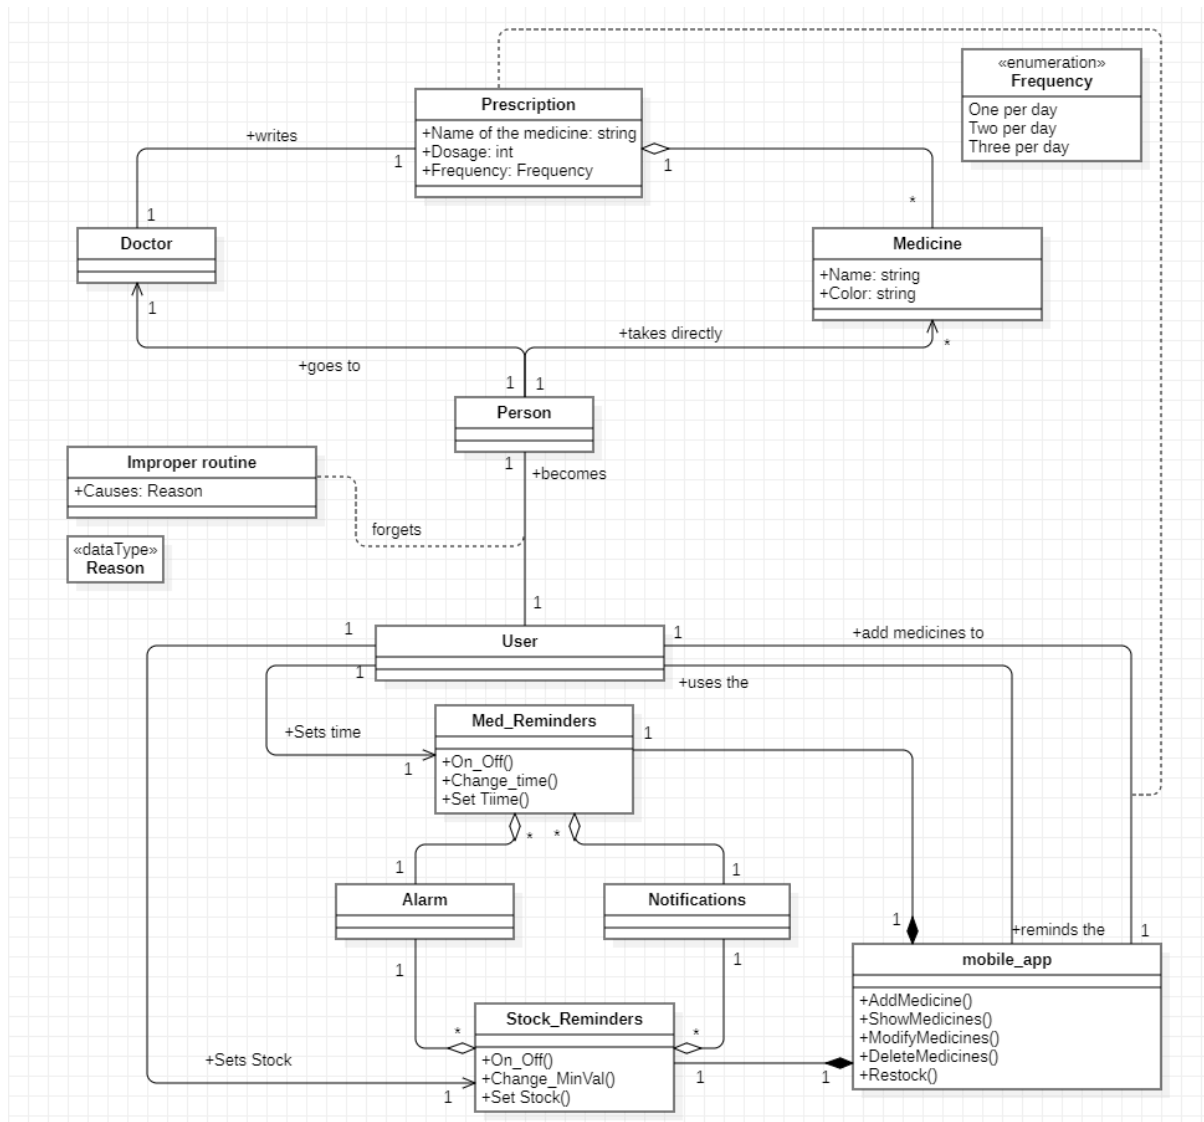 «enumeration»
Frequency
One per day
Two per day
Three per day
Prescription
+Name of the medicine: string
+Dosage: int
+Frequency: Frequency
+writes
1
1
1
*
Doctor
Medicine
+Name: string
+Color: string
1
*
+takes directly
+goes to
1
1
Person
1
+becomes
Improper routine
+Causes: Reason
forgets
«dataType»
Reason
1
1
User
1
+add medicines to
1
+uses the
+Sets time
1
Med_Reminders
+On_Off()
+Change_time()
+Set Tiime()
1
*
*
1
1
Alarm
Notifications
1
+reminds the
1
1
1
mobile_app
+AddMedicine()
+ShowMedicines()
+ModifyMedicines()
+DeleteMedicines()
+Restock()
Stock_Reminders
+On_Off()
+Change_MinVal()
+Set Stock()
*
*
+Sets Stock
1
1
1